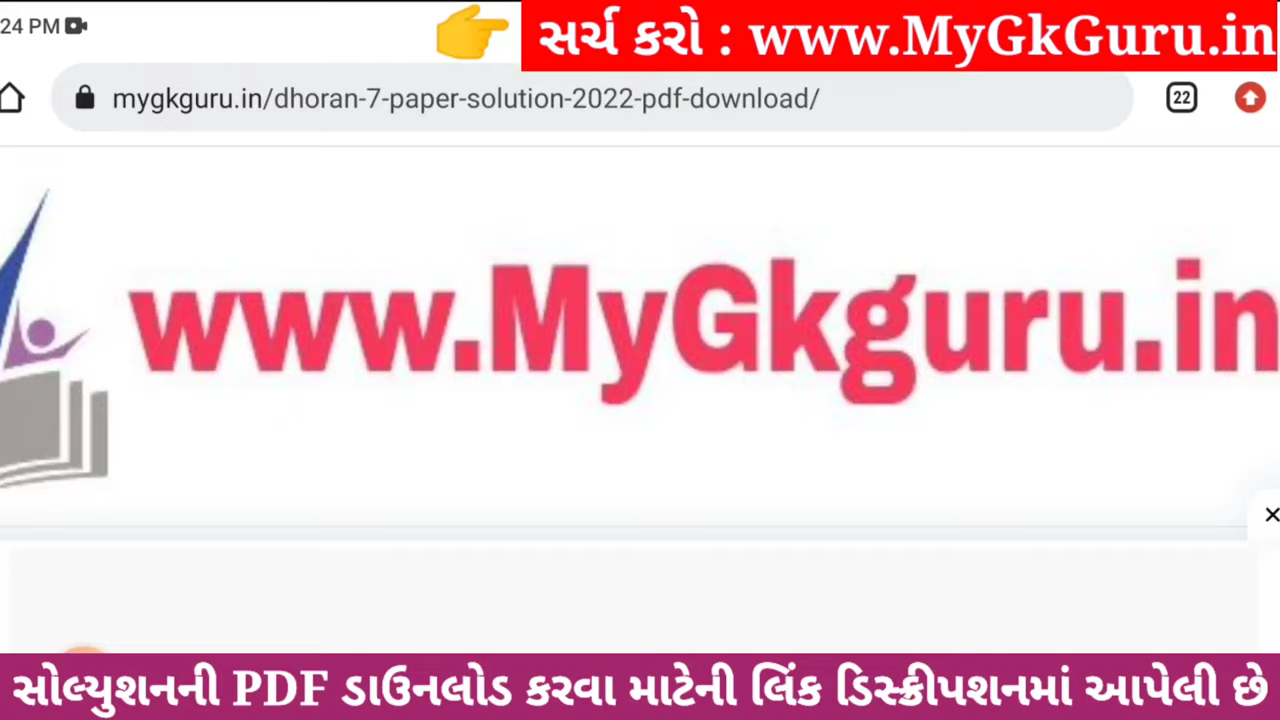 24 PM
સર્ચ કરો : www.MyGkGuru.in
mygkguru.in/dhoran-7-paper-solution-2022-pdf-download/
22
www.MyGkguru.in
સોલ્યુશનની PDF ડાઉનલોડ કરવા માટેની લિંક ડિસ્ક્રીપશનમાં આપેલી છે